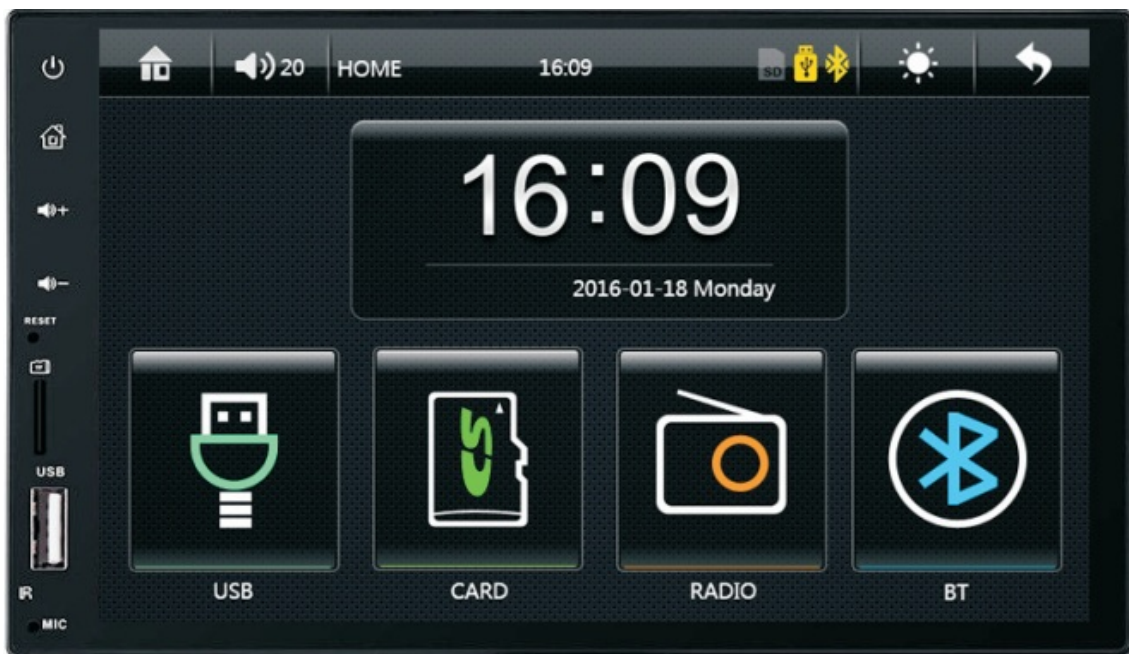 20 HOME 16:09 SD
16:09
2016-01-18 Monday
+
-
RESET
USB
IR
MIC
USB
CARD
RADIO
BT